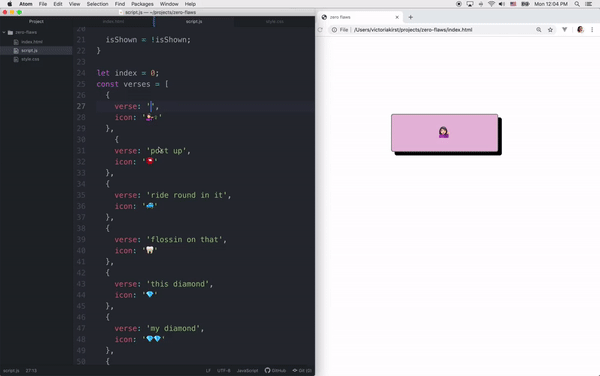 Atom File Edit View Selection Find Packages Window Help
Mon 12:04 PM
script.js — ~/projects/zero-flaws
Project
index.html
script.js
style.css
zero-flaws
index.html
script.js
style.css
20
21 isShown = !isShown;
22 }
23
24 let index = 0;
25 const verses = [
26 {
27 verse: '',
28 icon: '💁🏻‍♀️'
29 },
{
31 verse: 'post up',
32 icon: '
33 },
34 {
35 verse: 'ride round in it',
36 icon: '🚙'
37 },
38 {
39 verse: 'flossin on that',
40 icon: '🦷'
41 },
42 {
43 verse: 'this diamond',
44 icon: '💎'
45 },
46 {
47 verse: 'my diamond',
48 icon: '💎💎'
49 },
50 {
script.js 27:13
LF UTF-8 JavaScript GitHub Git (0)
zero flaws
File /Users/victoriakirst/projects/zero-flaws/index.html